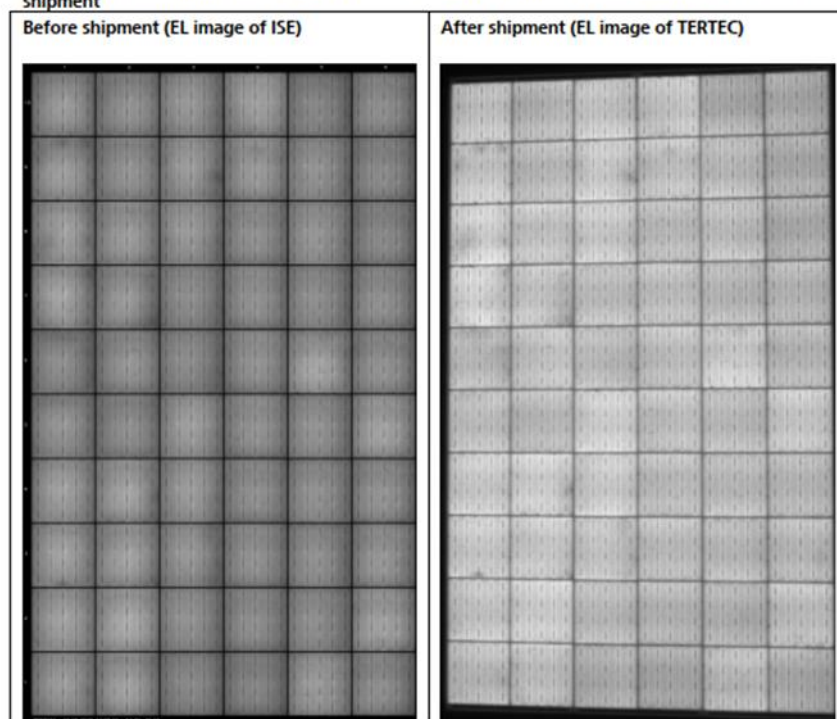 shipment
Before shipment (EL image of ISE)
After shipment (EL image of TERTEC)